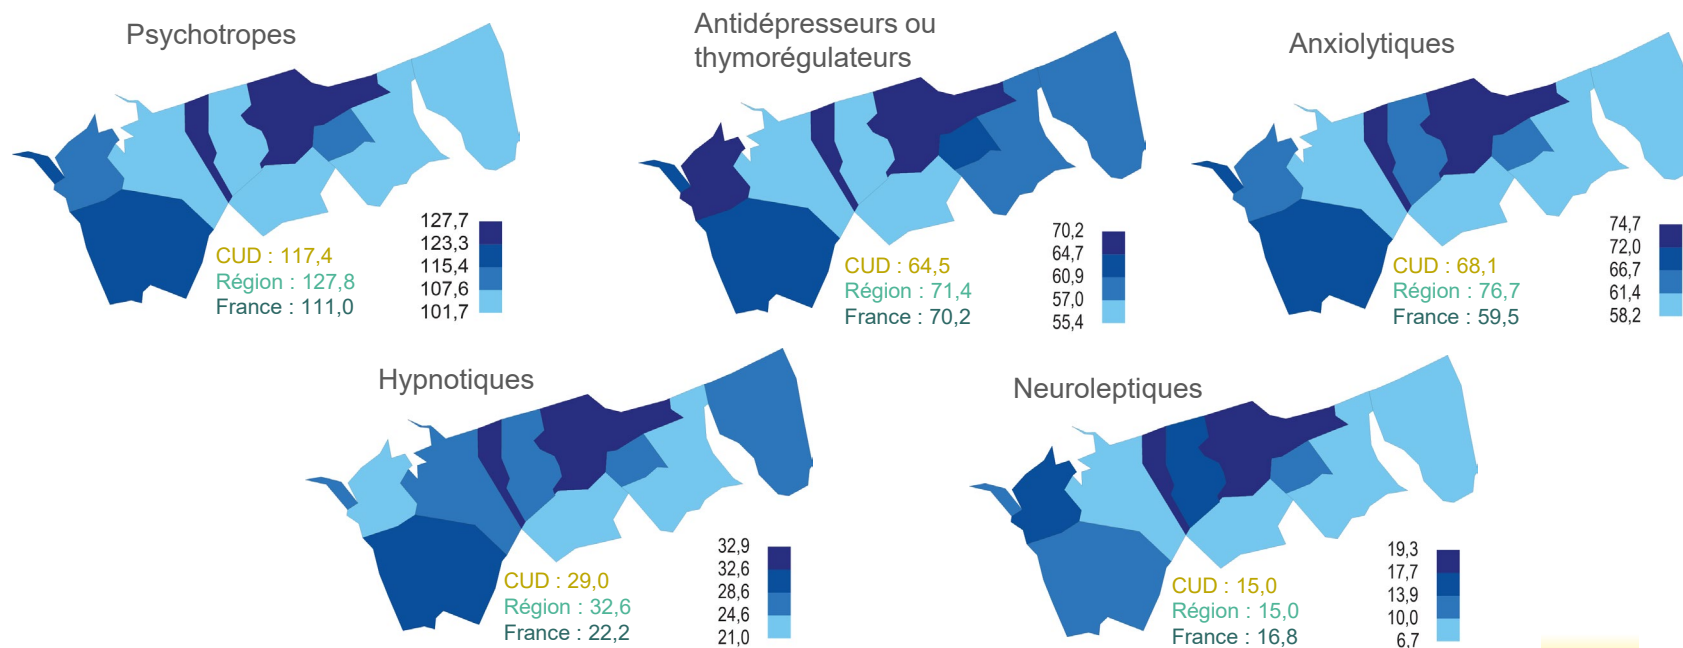 Psychotropes
127,7
123,3
115,4
107,6
101,7
CUD : 117,4
Région : 127,8
France : 111,0
Antidépresseurs ou
thymorégulateurs
70,2
64,7
60,9
57,0
55,4
CUD : 64,5
Région : 71,4
France : 70,2
Anxiolytiques
74,7
72,0
66,7
61,4
58,2
CUD : 68,1
Région : 76,7
France : 59,5
Hypnotiques
32,9
32,6
28,6
24,6
21,0
CUD : 29,0
Région : 32,6
France : 22,2
Neuroleptiques
19,3
17,7
13,9
10,0
6,7
CUD : 15,0
Région : 15,0
France : 16,8